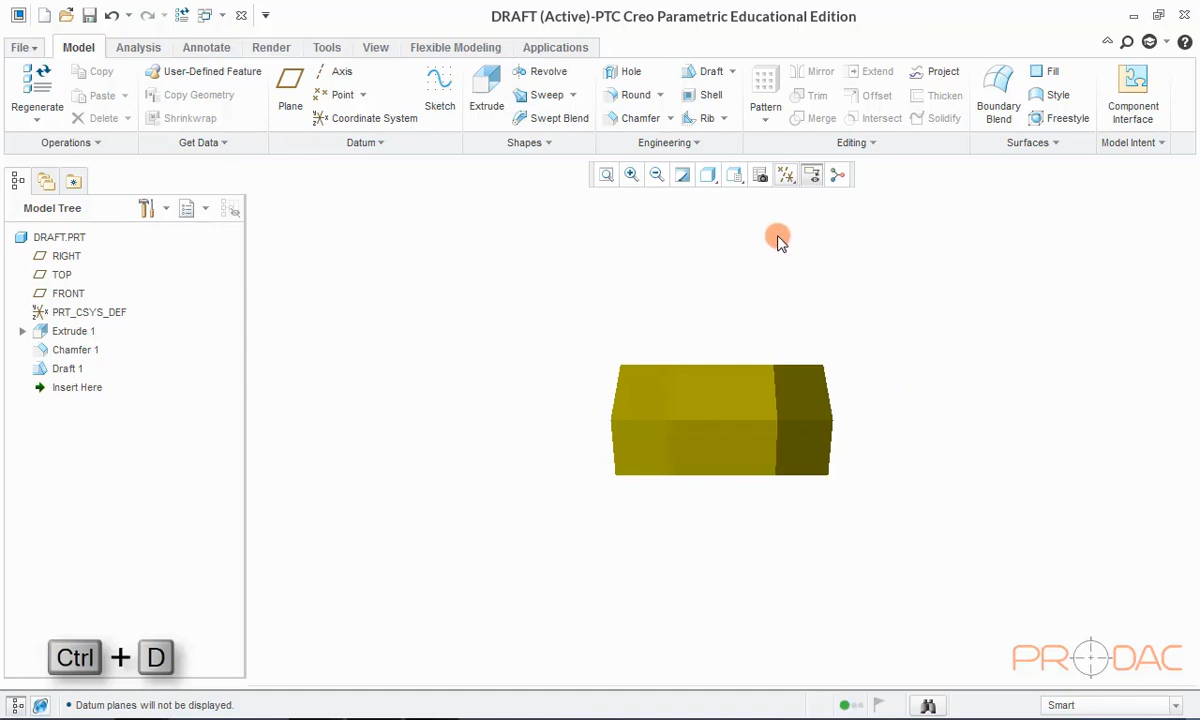 DRAFT (Active)-PTC Creo Parametric Educational Edition
File Model Analysis Annotate Render Tools View Flexible Modeling Applications
Regenerate
Copy
Paste
Delete
Operations
User-Defined Feature
Copy Geometry
Shrinkwrap
Get Data
Plane
Axis
Point
Coordinate System
Sketch
Datum
Extrude
Revolve
Sweep
Swept Blend
Shapes
Hole
Round
Chamfer
Draft
Shell
Rib
Engineering
Pattern
Mirror
Trim
Merge
Extend
Offset
Intersect
Project
Thicken
Solidify
Editing
Boundary
Blend
Fill
Style
Freestyle
Surfaces
Component
Interface
Model Intent
Model Tree
DRAFT.PRT
RIGHT
TOP
FRONT
PRT_CSYS_DEF
Extrude 1
Chamfer 1
Draft 1
Insert Here
Ctrl + D
PRODAC
• Datum planes will not be displayed.
Smart